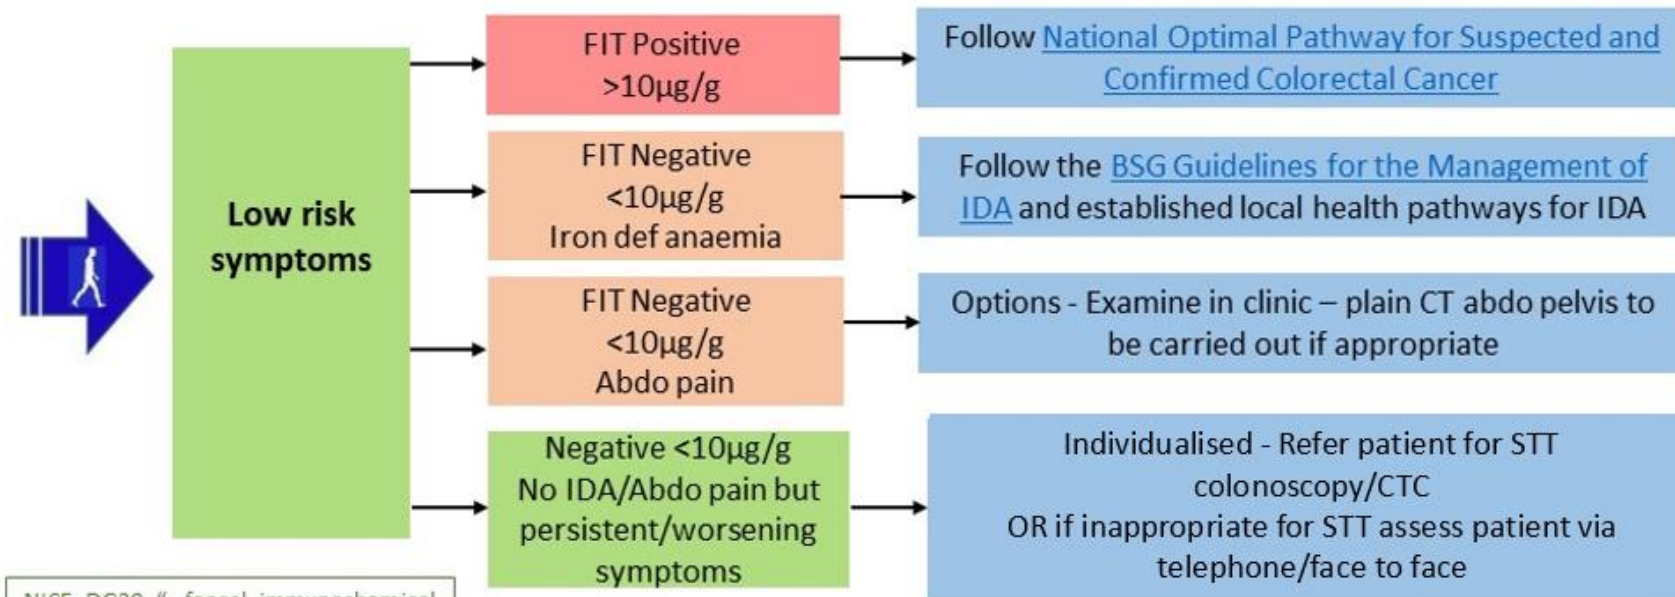 Low risk
symptoms
FIT Positive
>10µg/g
Follow National Optimal Pathway for Suspected and
Confirmed Colorectal Cancer
FIT Negative
<10µg/g
Iron def anaemia
Follow the BSG Guidelines for the Management of
IDA and established local health pathways for IDA
FIT Negative
<10µg/g
Abdo pain
Options - Examine in clinic – plain CT abdo pelvis to
be carried out if appropriate
Negative <10µg/g
No IDA/Abdo pain but
persistent/worsening
symptoms
Individualised - Refer patient for STT
colonoscopy/CTC
OR if inappropriate for STT assess patient via
telephone/face to face